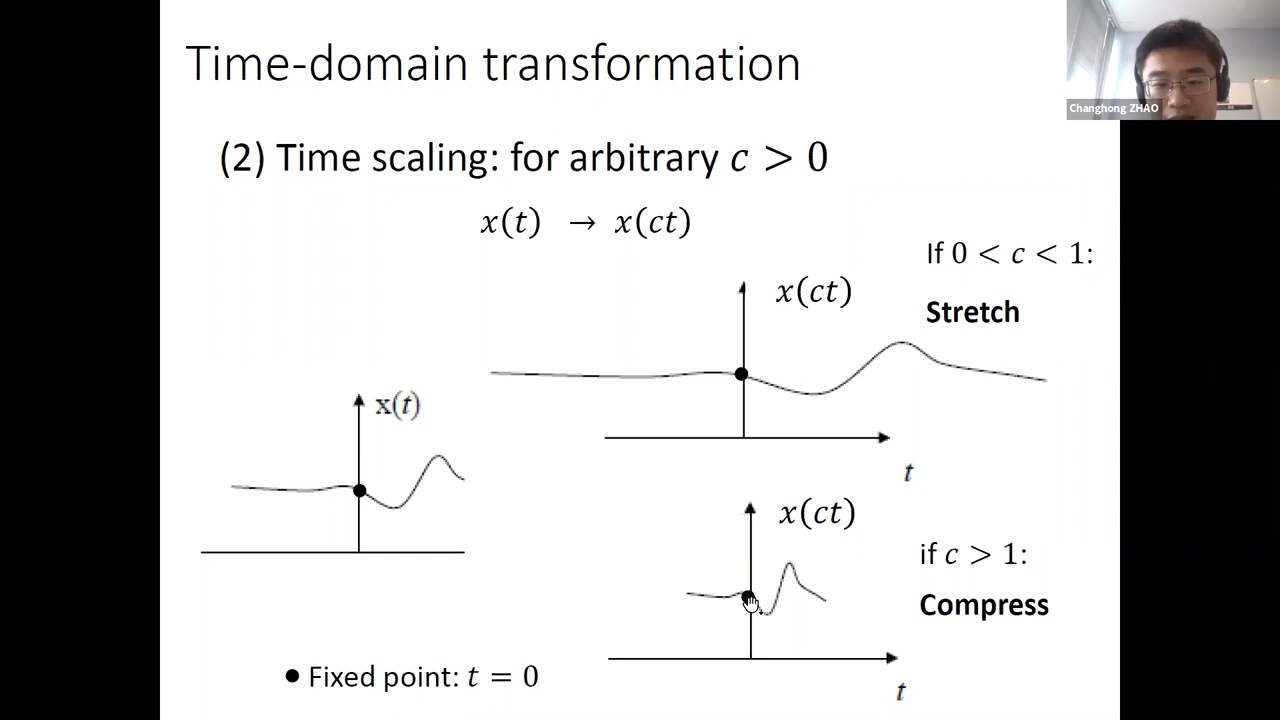 Time-domain transformation
Changhong ZHAO
(2) Time scaling: for arbitrary c > 0
x(t) → x(ct)
If 0 < c < 1:
x(ct)
Stretch
x(t)
t
x(ct)
if c > 1:
Compress
• Fixed point: t = 0
t